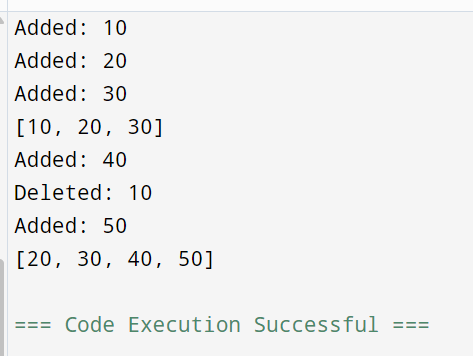 Added: 10
Added: 20
Added: 30
[10, 20, 30]
Added: 40
Deleted: 10
Added: 50
[20, 30, 40, 50]
=== Code Execution Successful ===